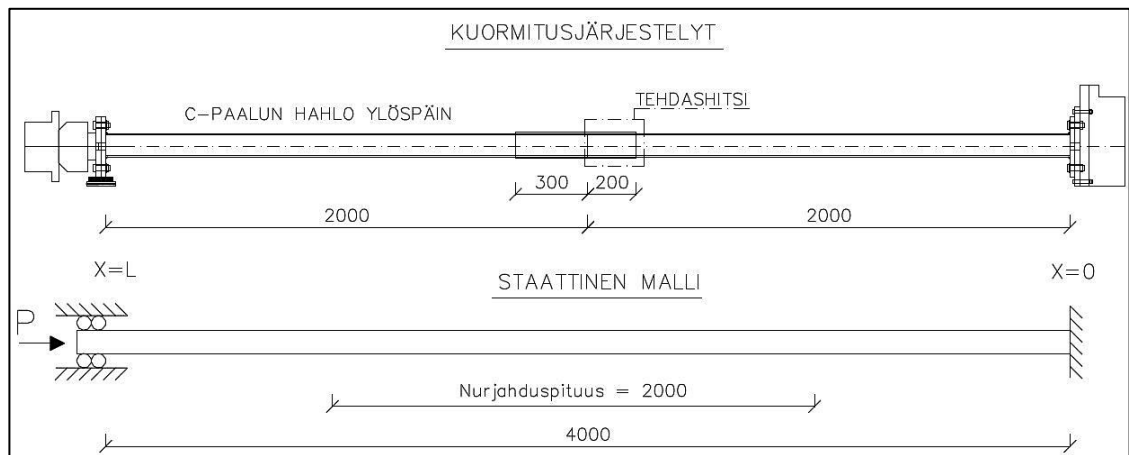 KUORMITUSJÄRJESTELYT
C-PAALUN HAHLO YLÖSPÄIN
TEHDASHITSI
300
200
2000
2000
X=L
X=0
STAATTINEN MALLI
P
Nurjahduspituus = 2000
4000